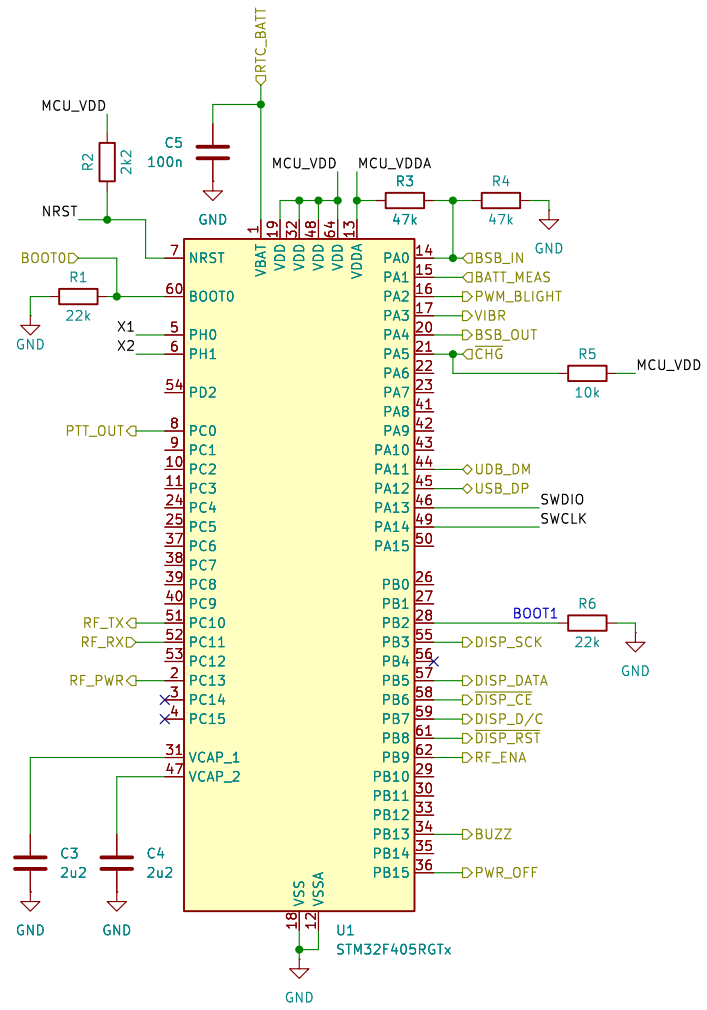 RTC_BATT
MCU_VDD
R2
2k2
C5
100n
GND
MCU_VDD
MCU_VDDA
R3
47k
R4
47k
GND
NRST
1
VBAT
19
VDD
32
VDD
48
VDD
64
VDD
13
VDDA
7 NRST
PA0 14 BSB_IN
BOOT0
PA1 15 BATT_MEAS
R1
22k
GND
60 BOOT0
PA2 16 PWM_BLIGHT
PA3 17 VIBR
X1 5 PH0
PA4 20 BSB_OUT
X2 6 PH1
PA5 21 CHG
R5
10k
MCU_VDD
PA6 22
54 PD2
PA7 23
PA8 41
PTT_OUT 8 PC0
PA9 42
9 PC1
PA10 43
10 PC2
PA11 44 UDB_DM
11 PC3
PA12 45 USB_DP
24 PC4
PA13 46 SWDIO
25 PC5
PA14 49 SWCLK
37 PC6
PA15 50
38 PC7
39 PC8
PB0 26
40 PC9
PB1 27
RF_TX 51 PC10
PB2 28 BOOT1
R6
22k
GND
RF_RX 52 PC11
PB3 55 DISP_SCK
53 PC12
PB4 56
RF_PWR 2 PC13
PB5 57 DISP_DATA
3 PC14
PB6 58 DISP_CE
4 PC15
PB7 59 DISP_D/C
PB8 61 DISP_RST
31 VCAP_1
PB9 62 RF_ENA
47 VCAP_2
PB10 29
PB11 30
PB12 33
PB13 34 BUZZ
PB14 35
PB15 36 PWR_OFF
C3
2u2
GND
C4
2u2
GND
VSS
18
VSSA
12
U1
STM32F405RGTx
GND